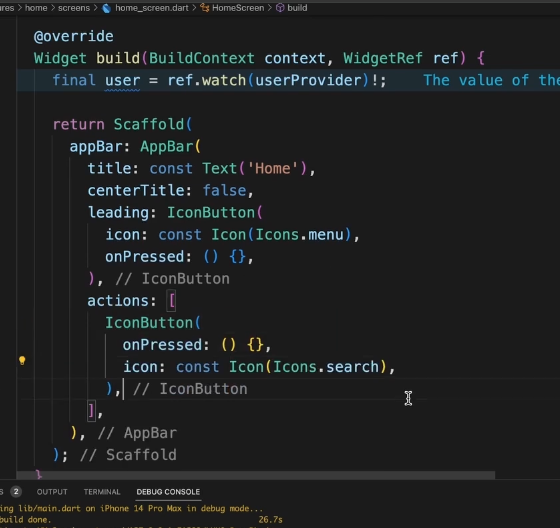 res > home > screens > home_screen.dart > HomeScreen > build
@override
Widget build(BuildContext context, WidgetRef ref) {
final user = ref.watch(userProvider)!; The value of the
return Scaffold(
appBar: AppBar(
title: const Text('Home'),
centerTitle: false,
leading: IconButton(
icon: const Icon(Icons.menu),
onPressed: () {},
), // IconButton
actions: [
IconButton(
onPressed: () {},
icon: const Icon(Icons.search),
), // IconButton
],
), // AppBar
); // Scaffold
}
S 2 OUTPUT TERMINAL DEBUG CONSOLE
ing lib/main.dart on iPhone 14 Pro Max in debug mode...
build done. 26.7s